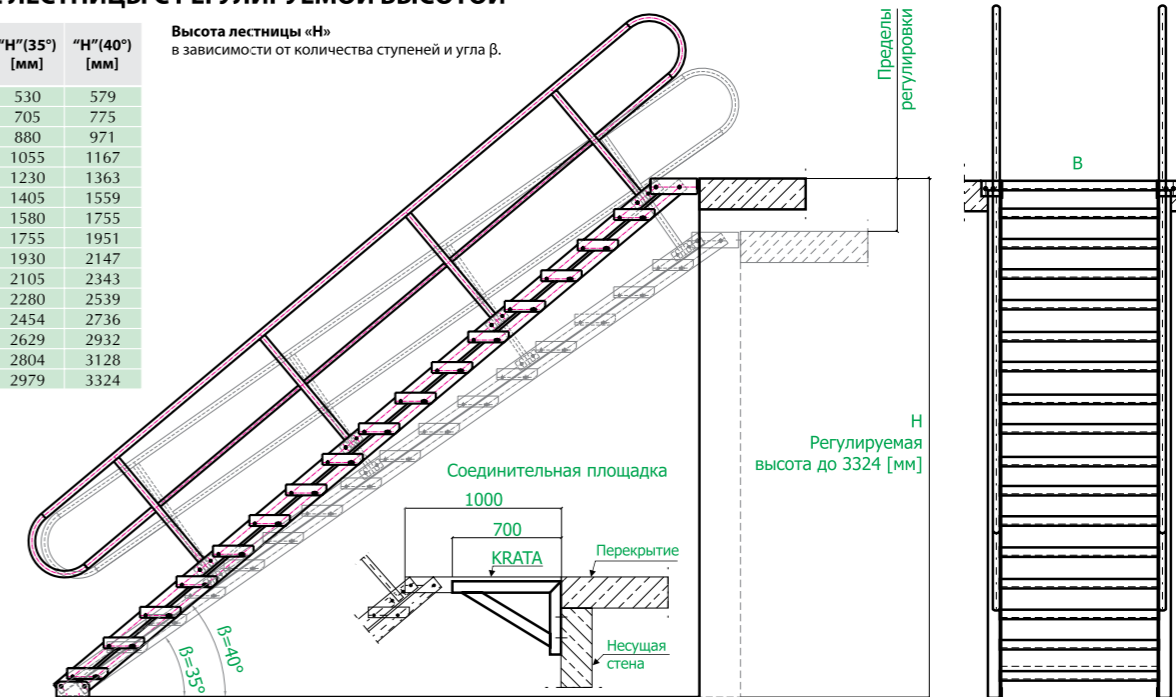 ЛЕСТНИЦЫ С РЕГУЛИРУЕМОЙ ВЫСОТОЙ
"H"(35°) "H"(40°)
[мм] [мм]
530 579
705 775
880 971
1055 1167
1230 1363
1405 1559
1580 1755
1755 1951
1930 2147
2105 2343
2280 2539
2454 2736
2629 2932
2804 3128
2979 3324
Высота лестницы «Н»
в зависимости от количества ступеней и угла β.
Пределы
регулировки
B
H
Регулируемая
высота до 3324 [мм]
Соединительная площадка
1000
700
KRATA
Перекрытие
Несущая
стена
β=40°
β=35°